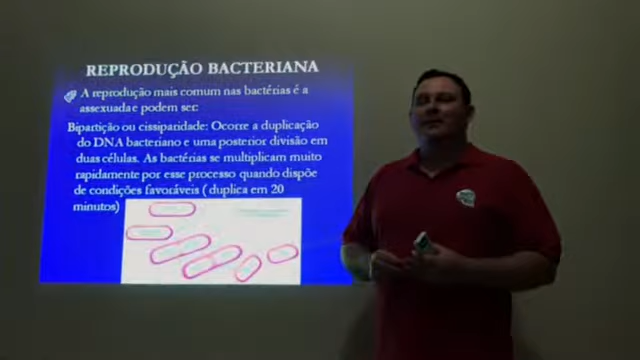 REPRODUÇÃO BACTERIANA
A reprodução mais comum nas bactérias é a
assexuada e podem ser:
Bipartição ou cissiparidade: Ocorre a duplicação
do DNA bacteriano e uma posterior divisão em
duas células. As bactérias se multiplicam muito
rapidamente por esse processo quando dispõe
de condições favoráveis ( duplica em 20
minutos)